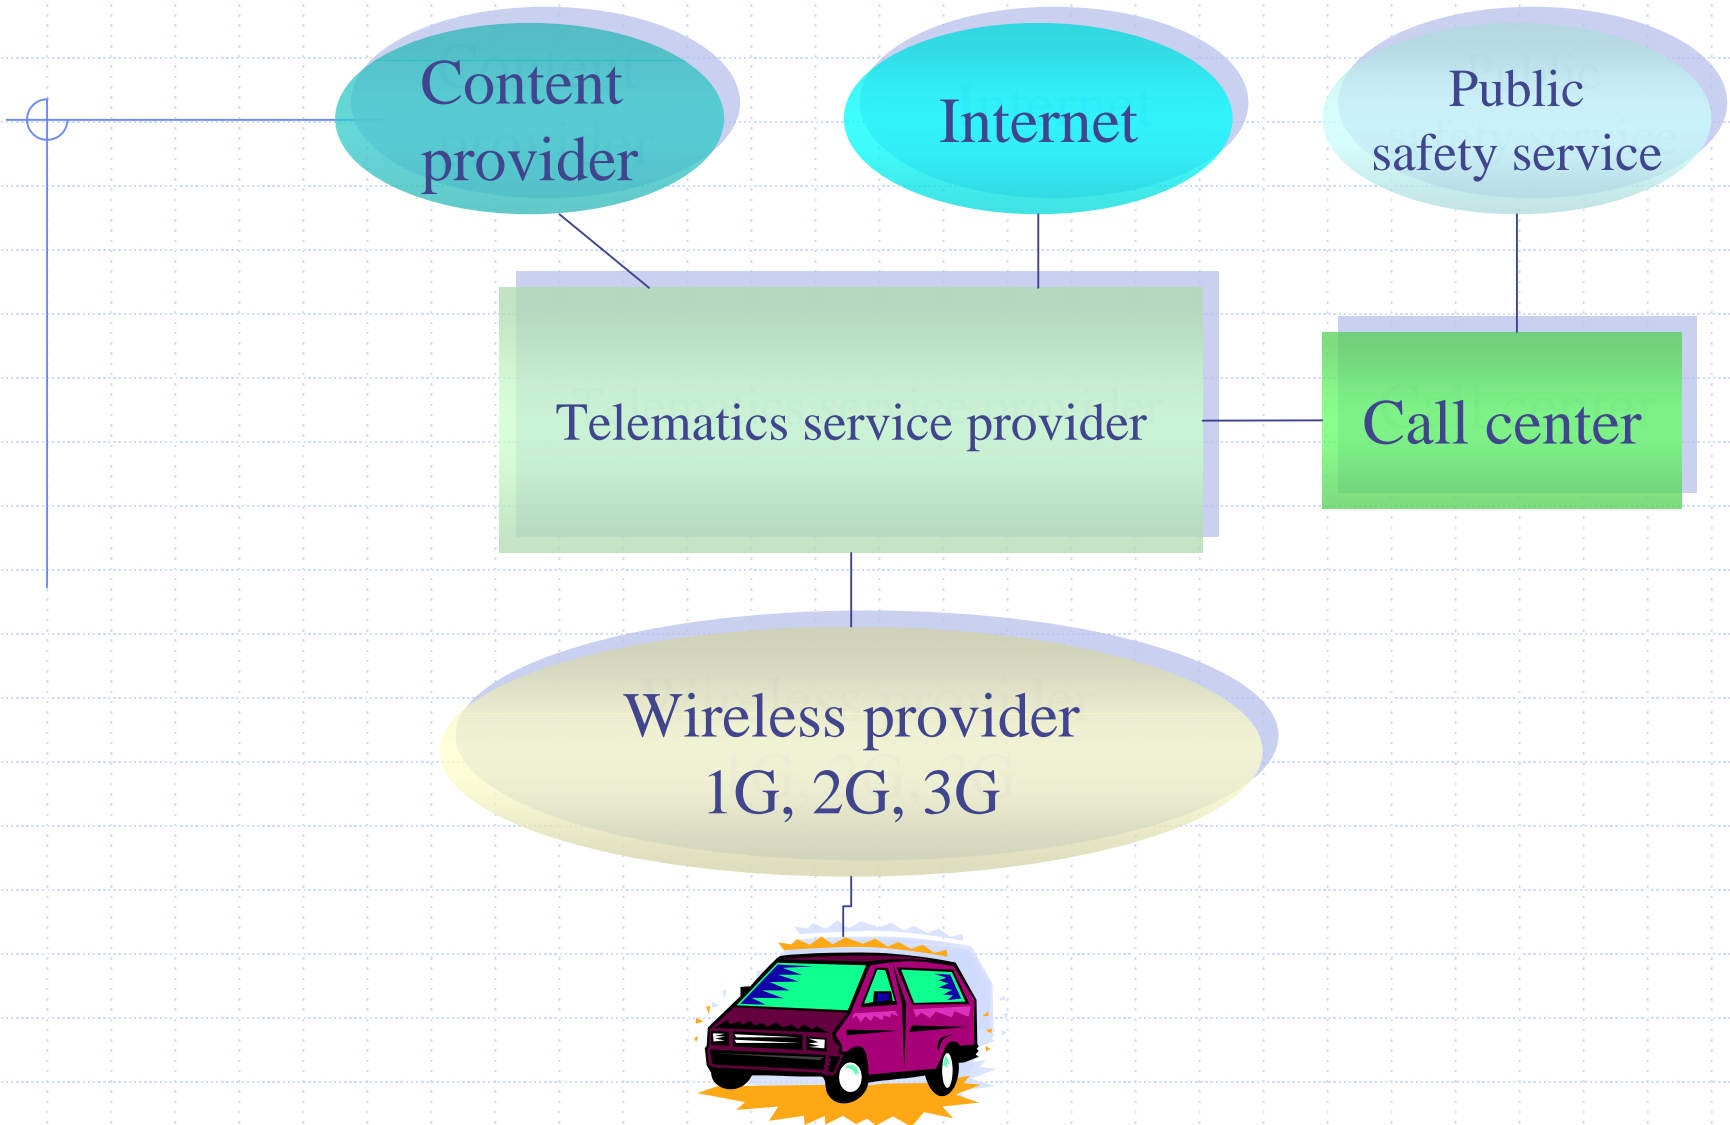 Content
provider
Internet
Public
safety service
Telematics service provider
Call center
Wireless provider
1G, 2G, 3G